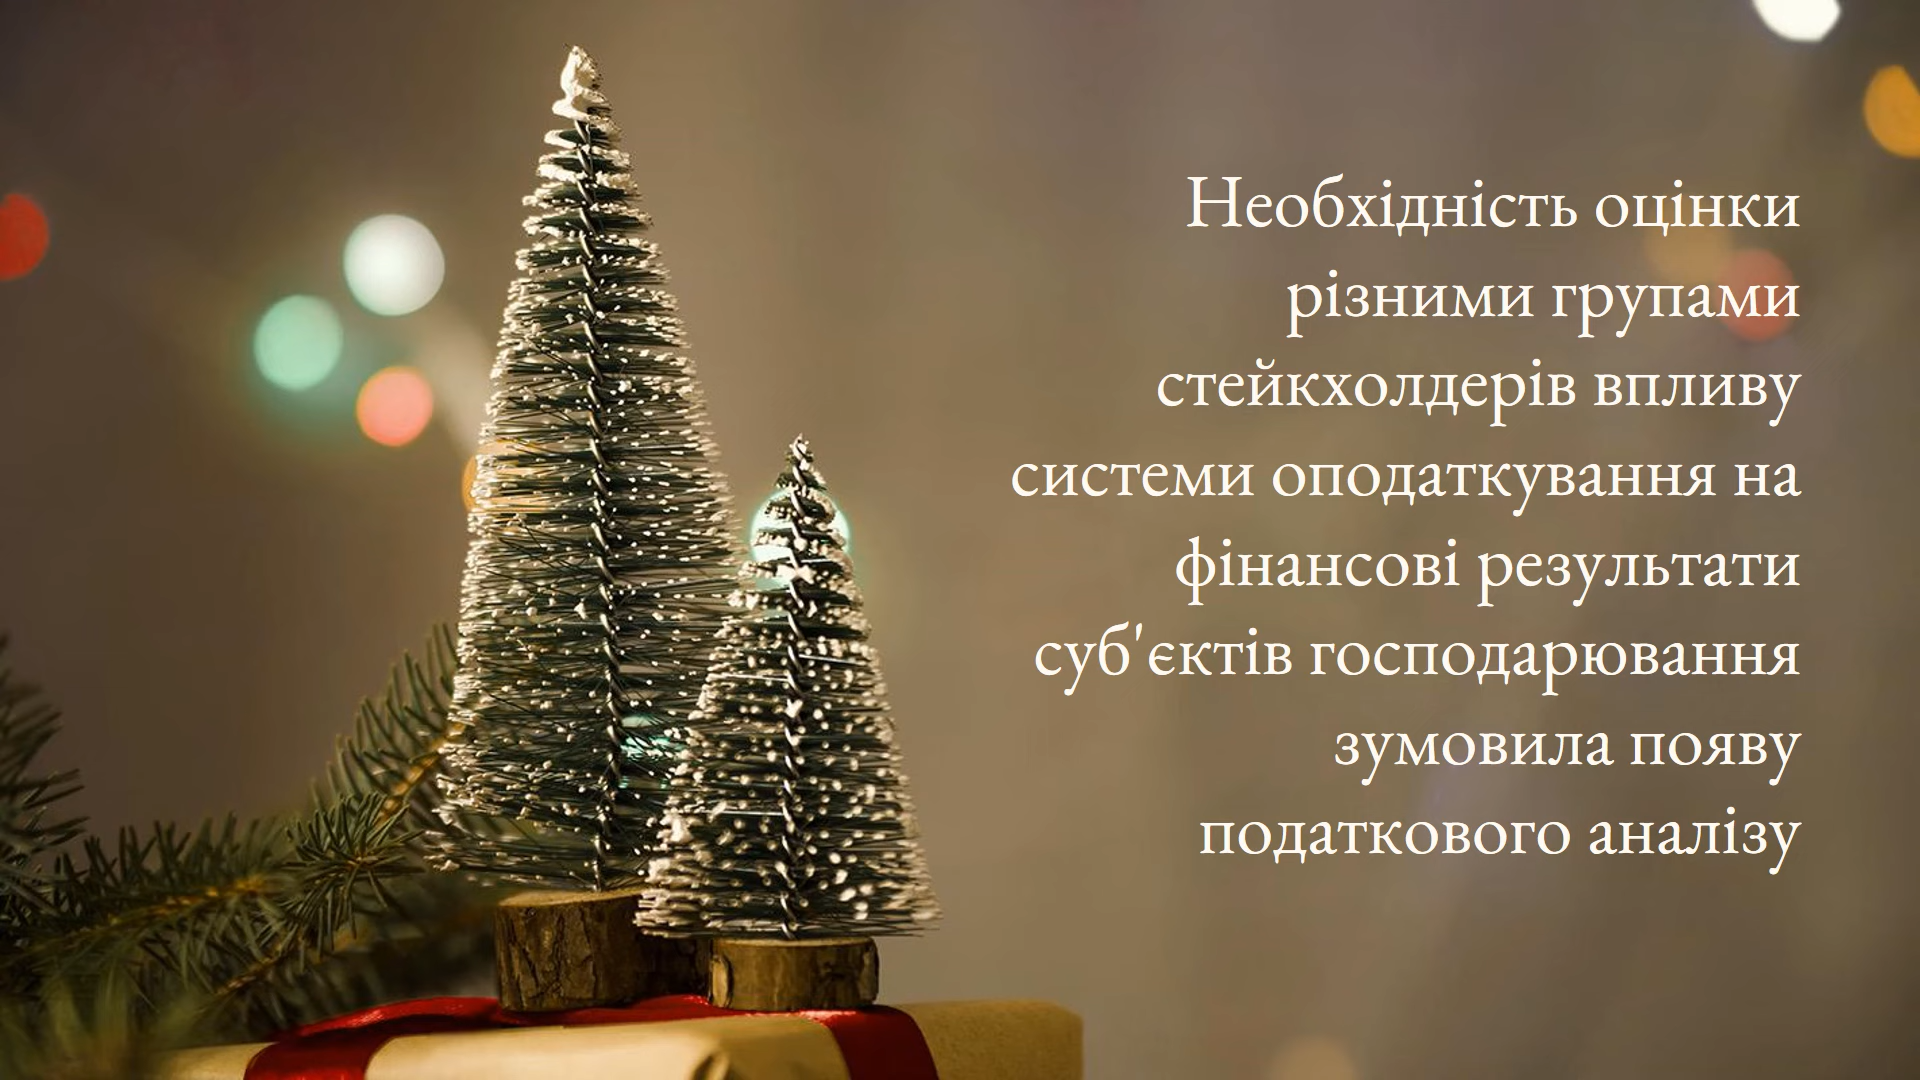 Необхідність оцінки
різними групами
стейкхолдерів впливу
системи оподаткування на
фінансові результати
суб'єктів господарювання
зумовила появу
податкового аналізу